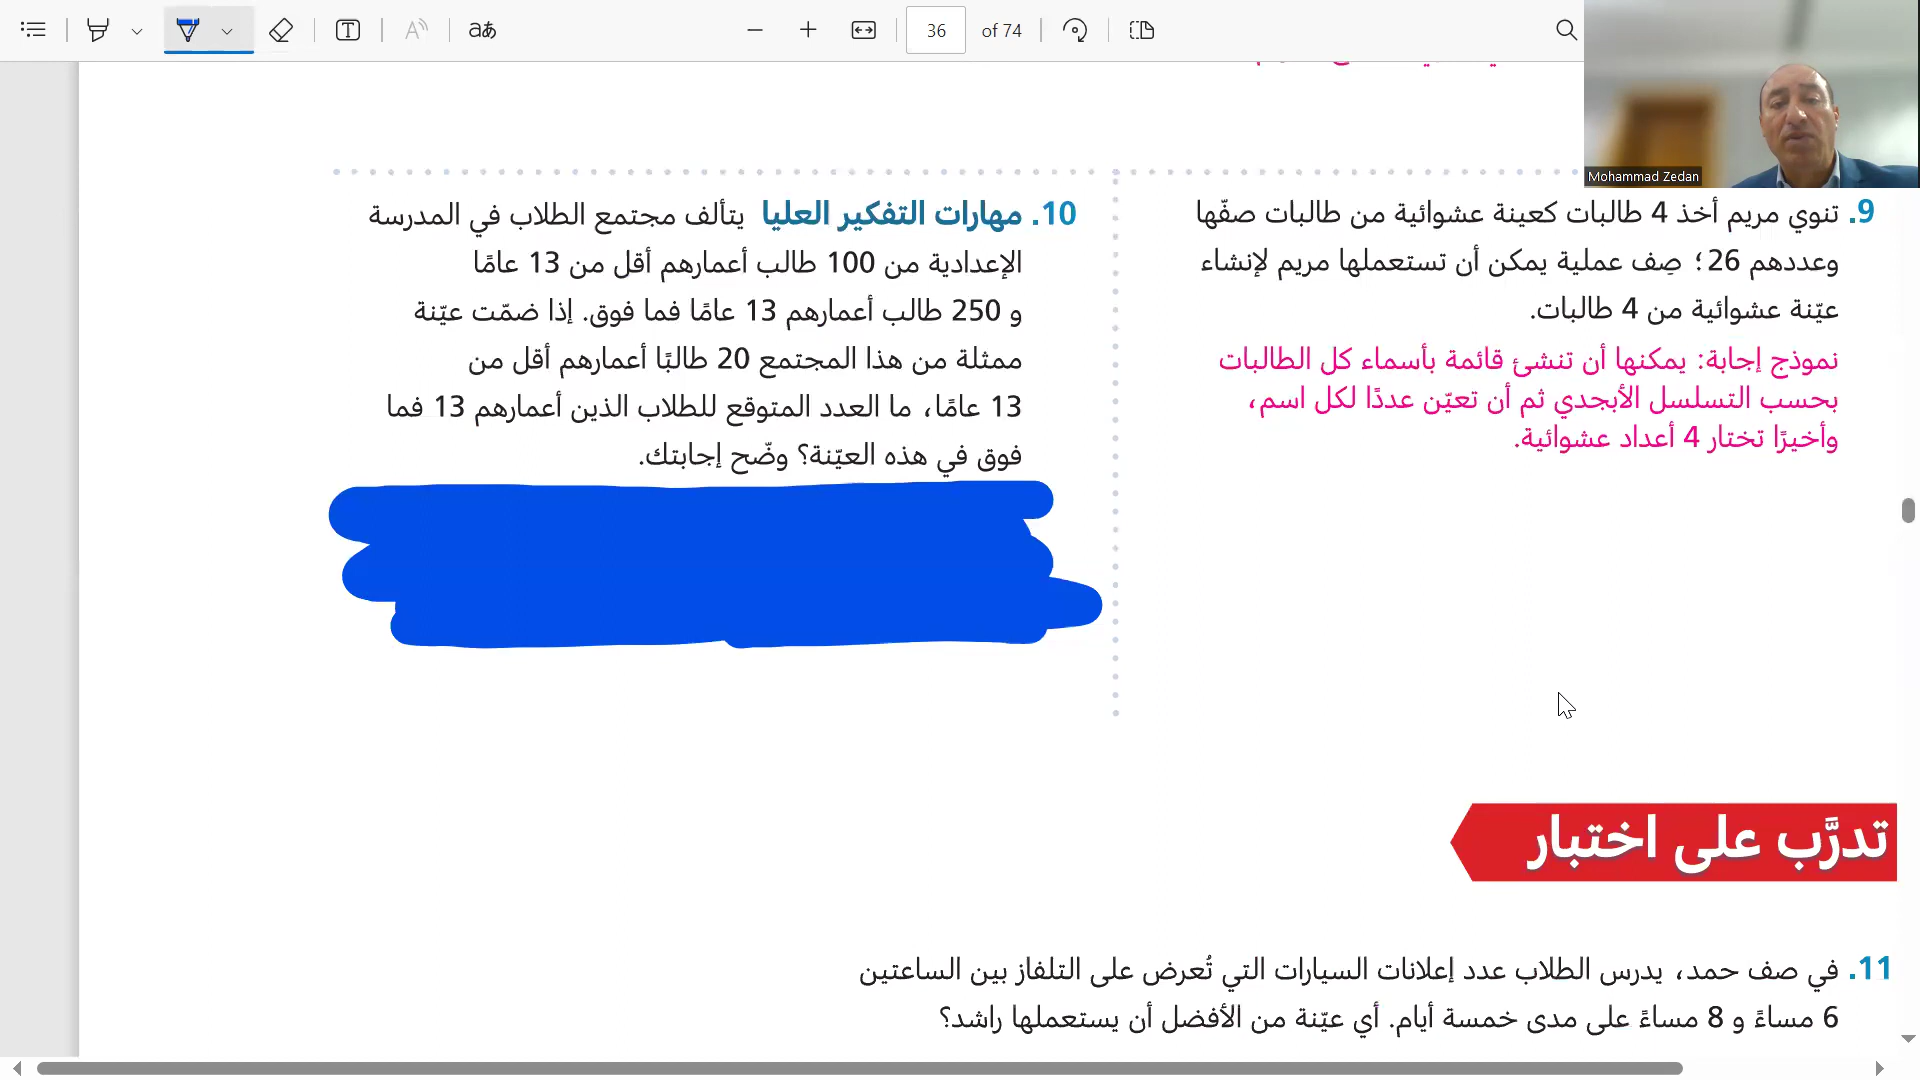 36 of 74
Mohammad Zedan
9. تنوي مريم أخذ 4 طالبات كعينة عشوائية من طالبات صفّها
وعددهم 26؛ صِف عملية يمكن أن تستعملها مريم لإنشاء
عيّنة عشوائية من 4 طالبات.
نموذج إجابة: يمكنها أن تنشئ قائمة بأسماء كل الطالبات
بحسب التسلسل الأبجدي ثم أن تعيّن عددًا لكل اسم،
وأخيرًا تختار 4 أعداد عشوائية.
10. مهارات التفكير العليا يتألف مجتمع الطلاب في المدرسة
الإعدادية من 100 طالب أعمارهم أقل من 13 عامًا
و 250 طالب أعمارهم 13 عامًا فما فوق. إذا ضمّت عيّنة
ممثلة من هذا المجتمع 20 طالبًا أعمارهم أقل من
13 عامًا، ما العدد المتوقع للطلاب الذين أعمارهم 13 فما
فوق في هذه العيّنة؟ وضّح إجابتك.
تدرَّب على اختبار
11. في صف حمد، يدرس الطلاب عدد إعلانات السيارات التي تُعرض على التلفاز بين الساعتين
6 مساءً و 8 مساءً على مدى خمسة أيام. أي عيّنة من الأفضل أن يستعملها راشد؟